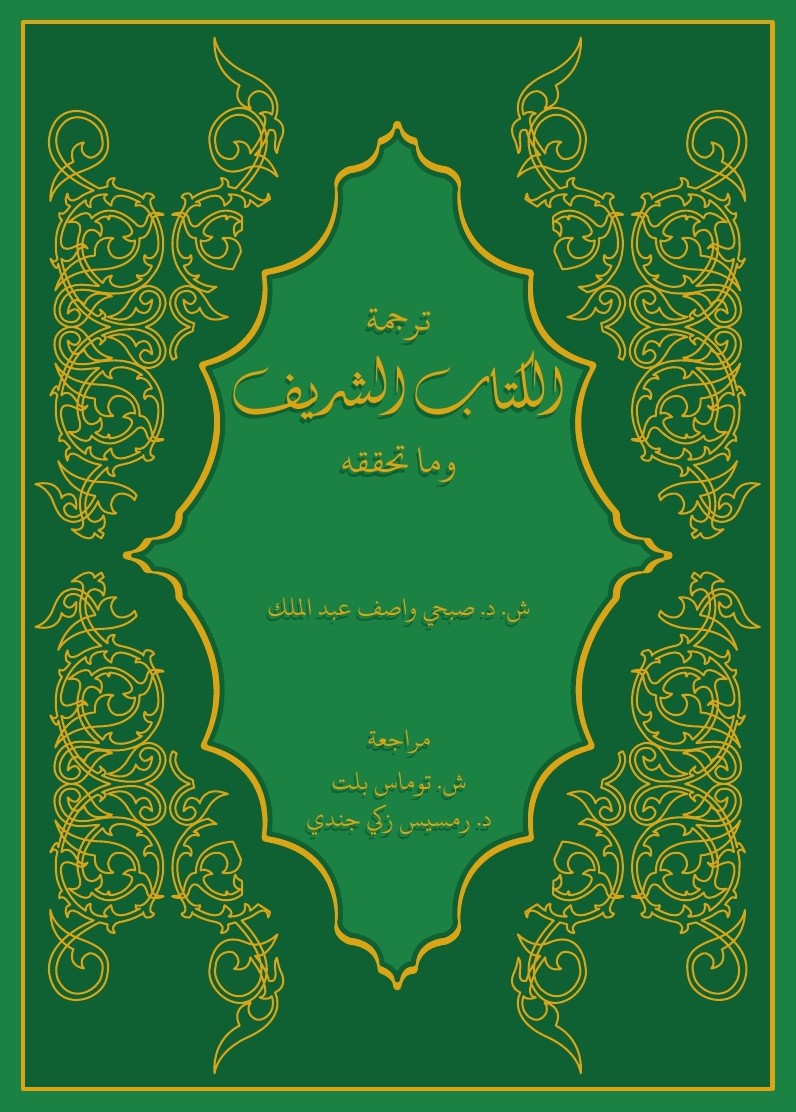 ترجمة
الكتاب الشريف
وما تحققه
ش. د. صبحي واصف عبد الملك
مراجعة
ش. توماس بلت
د. رمسيس زكي جندي